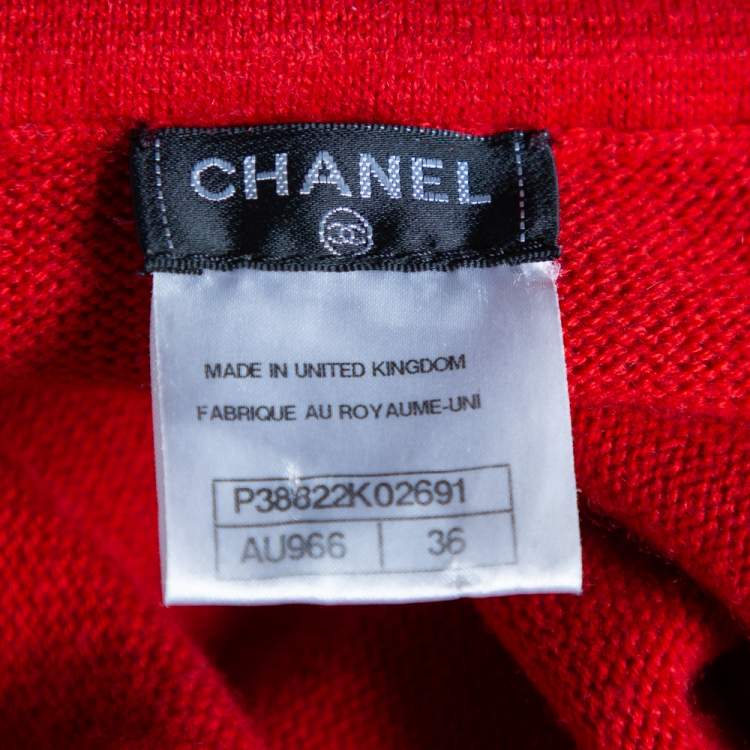 CHANEL
MADE IN UNITED KINGDOM
FABRIQUE AU ROYAUME-UNI
P38822K02691
AU966 36